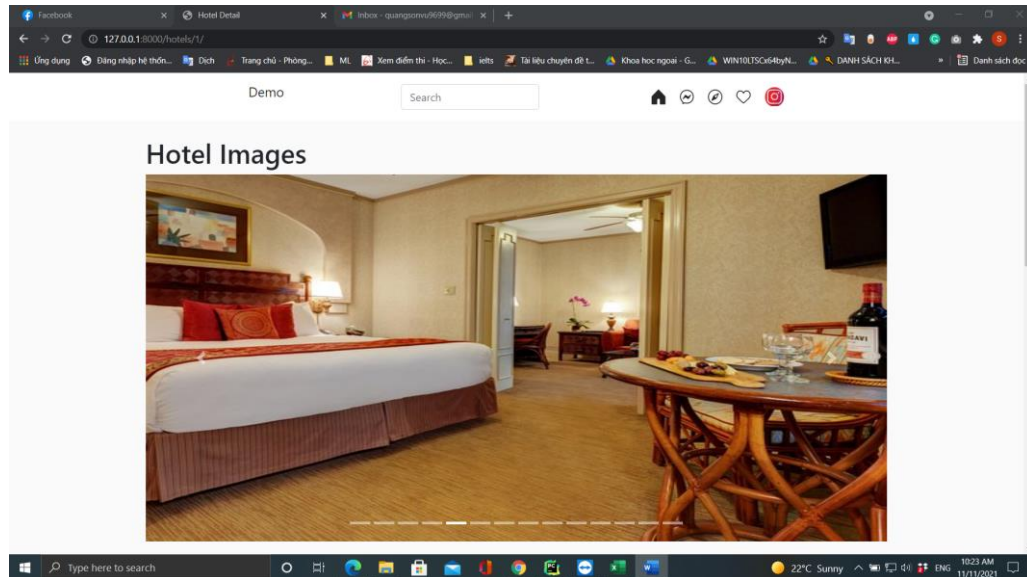 Facebook
Hotel Detail
Inbox - quangsonvu9699@gmail
127.0.0.1:8000/hotels/1/
Ứng dụng
Đăng nhập hệ thốn...
Dịch
Trang chủ - Phòng...
ML
Xem điểm thi - Học...
ielts
Tài liệu chuyên đề t...
Khoa hoc ngoai - G...
WIN10LTSCx64byN...
DANH SÁCH KH...
»
Danh sách đọc
Demo
Search
Hotel Images
Type here to search
22°C Sunny
ENG
10:23 AM
11/11/2021